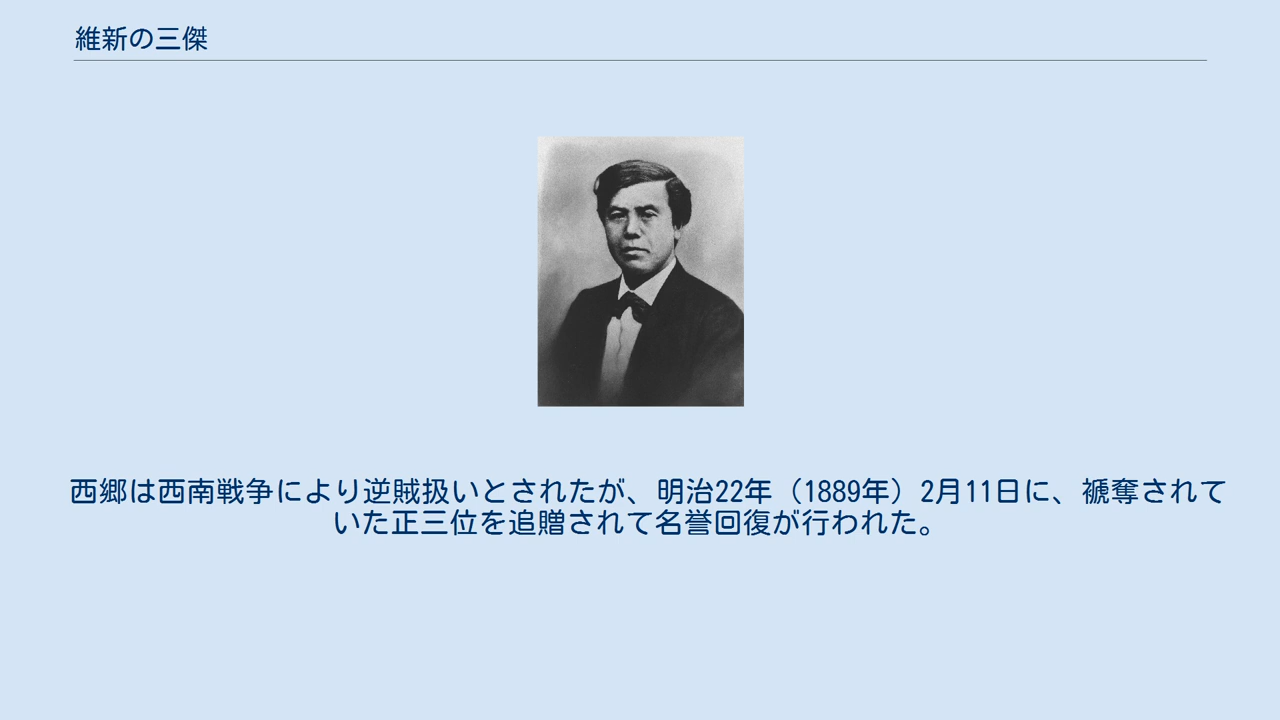 維新の三傑
西郷は西南戦争により逆賊扱いとされたが、明治22年（1889年）2月11日に、褫奪されて
いた正三位を追贈されて名誉回復が行われた。